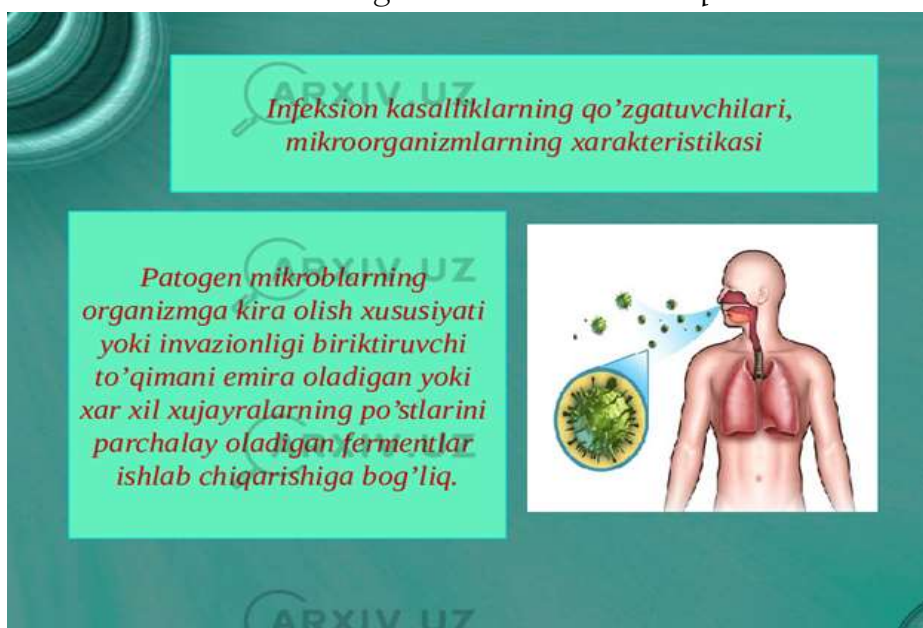 ARXIV.UZ
Infeksion kasalliklarning qo’zgatuvchilari,
mikroorganizmlarning xarakteristikasi
ARXIV.UZ
Patogen mikroblarning
organizmga kira olish xususiyati
yoki invazionligi biriktiruvchi
to’qimani emira oladigan yoki
xar xil xujayralarning po’stlarini
parchalay oladigan fermentlar
ishlab chiqarishiga bog’liq.
ARXIV.UZ
ARXIV.UZ